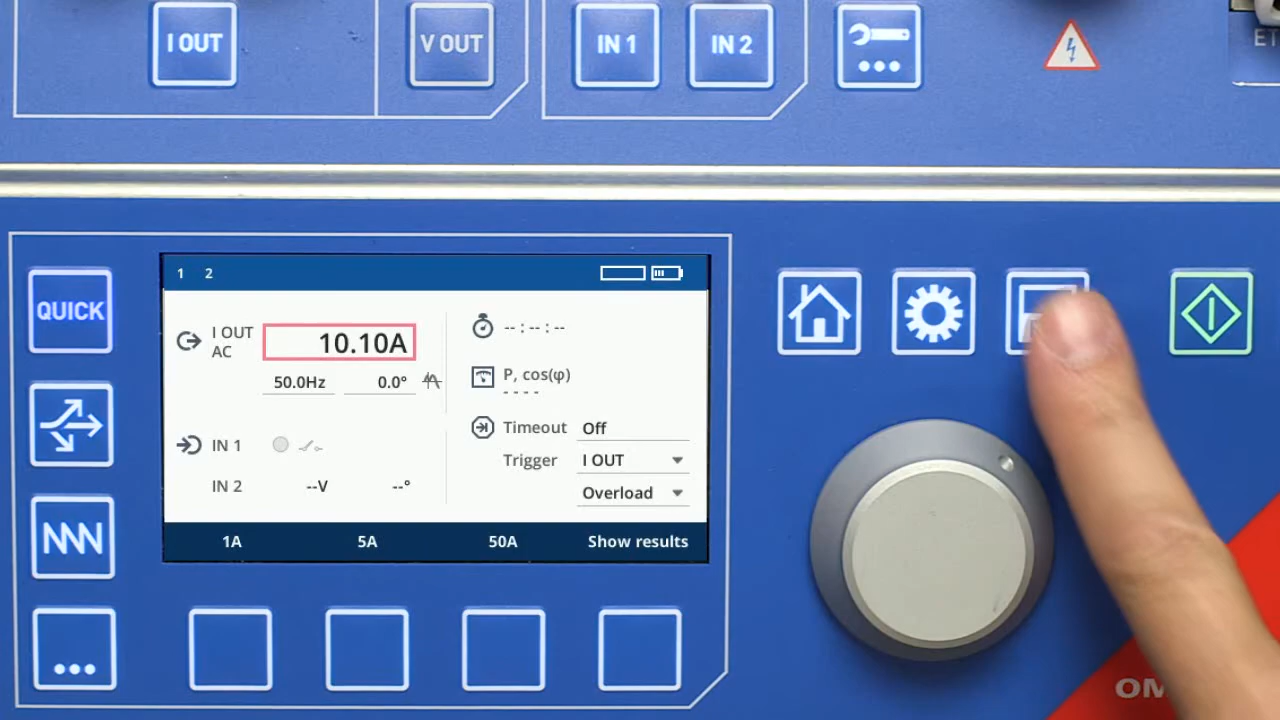 I OUT
V OUT
IN 1
IN 2
QUICK
1 2
I OUT
AC
10.10A
50.0Hz 0.0°
-- : -- : --
P, cos(φ)
- - - -
Timeout Off
Trigger I OUT
Overload
IN 1
IN 2 --V --°
1A 5A 50A Show results